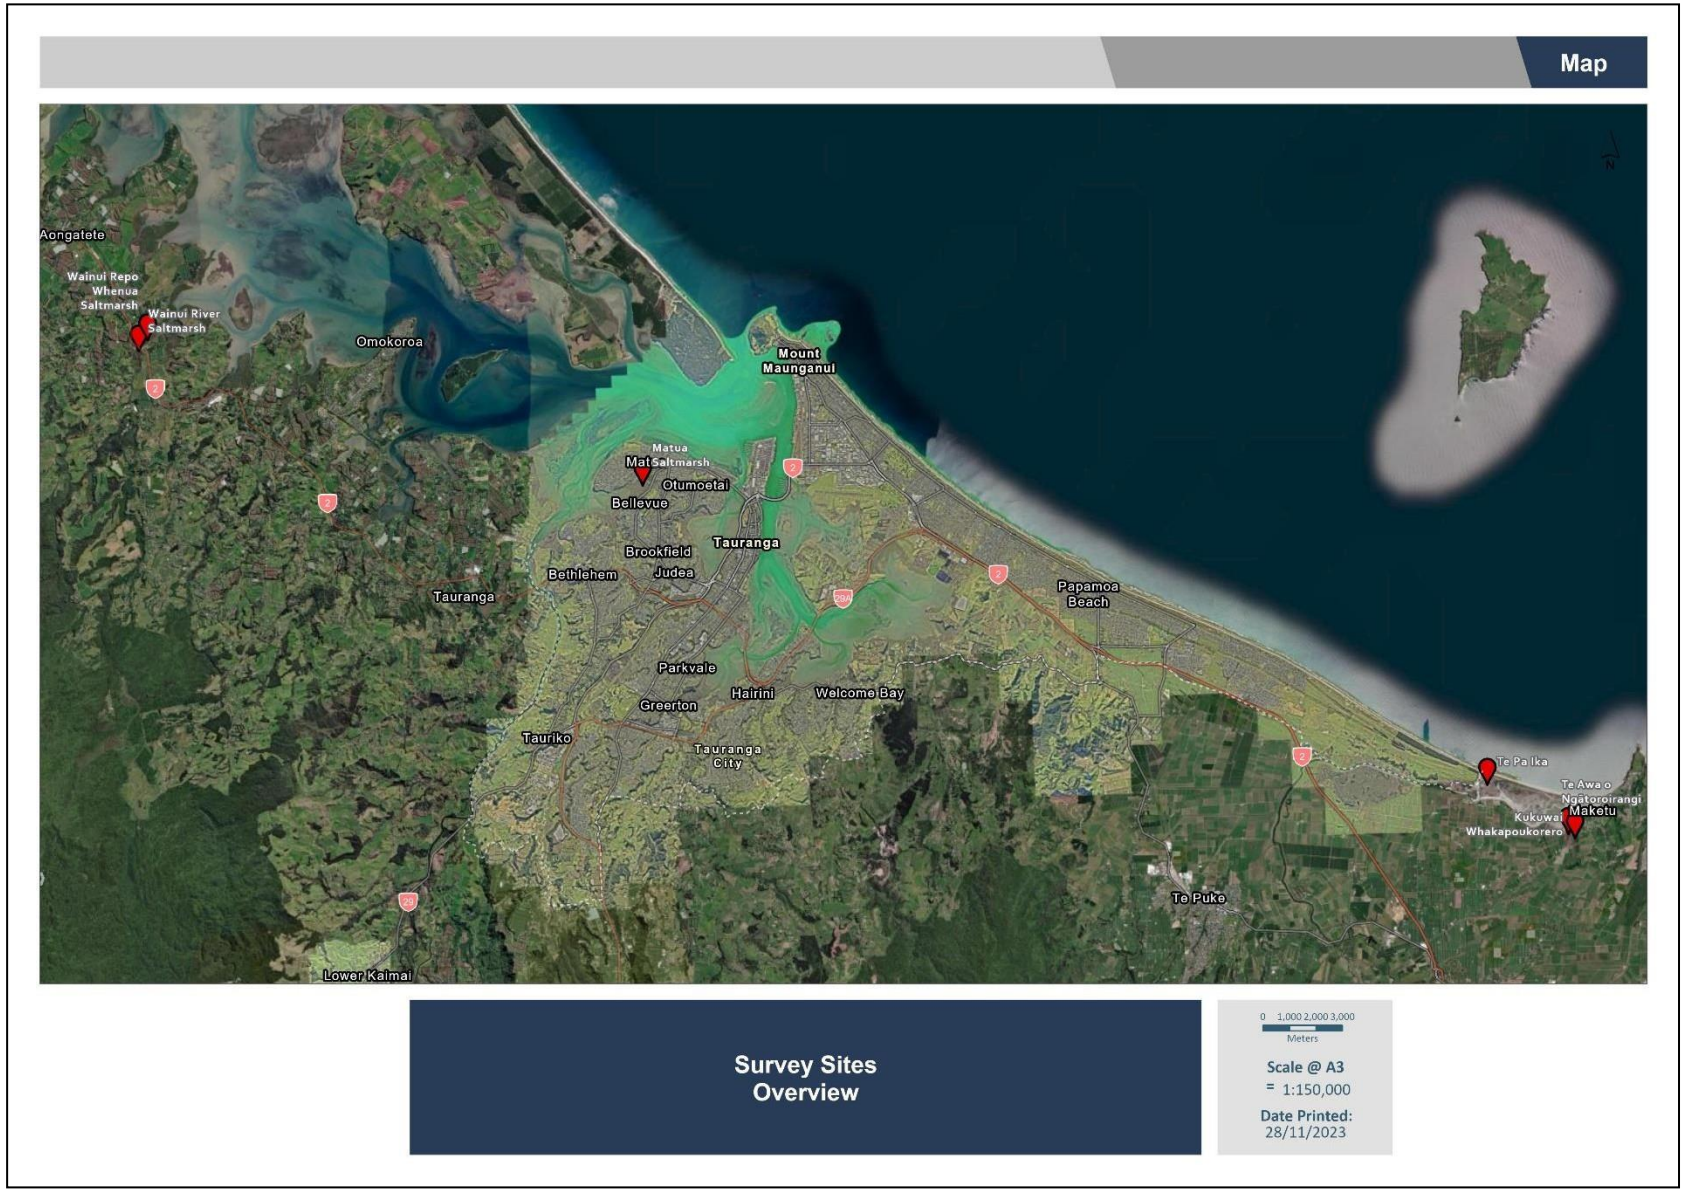 Map
N
Aongatete
Wainui Repo
Whenua
Saltmarsh
Wainui River
Saltmarsh
2
Omokoroa
Mount
Maunganui
Matua
Saltmarsh
Otumoetai
Bellevue
2
2
Tauranga
Brookfield
Judea
Bethlehem
Tauranga
29A
2
Papamoa
Beach
Parkvale
Hairini
Welcome Bay
Greerton
Tauriko
Tauranga
City
2
Te Pa Ika
Te Awa o
Ngātoroirangi
Maketu
Kukuwai
Whakapoukorero
Te Puke
29
Lower Kaimai
Survey Sites
Overview
0 1,000 2,000 3,000
Meters
Scale @ A3
= 1:150,000
Date Printed:
28/11/2023